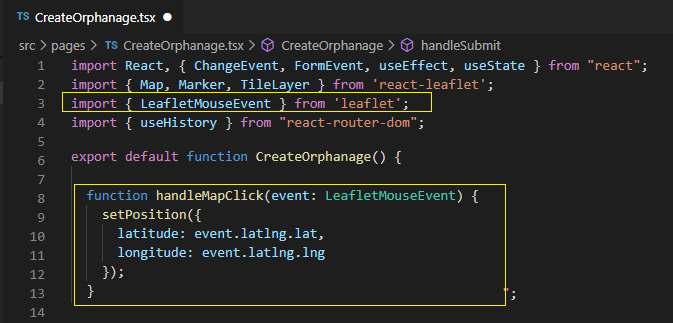 TS CreateOrphanage.tsx ●
src > pages > TS CreateOrphanage.tsx > CreateOrphanage > handleSubmit
1 import React, { ChangeEvent, FormEvent, useEffect, useState } from "react";
2 import { Map, Marker, TileLayer } from 'react-leaflet';
3 import { LeafletMouseEvent } from 'leaflet';
4 import { useHistory } from "react-router-dom";
5
6 export default function CreateOrphanage() {
7
8 function handleMapClick(event: LeafletMouseEvent) {
9 setPosition({
10 latitude: event.latlng.lat,
11 longitude: event.latlng.lng
12 });
13 } ";
14